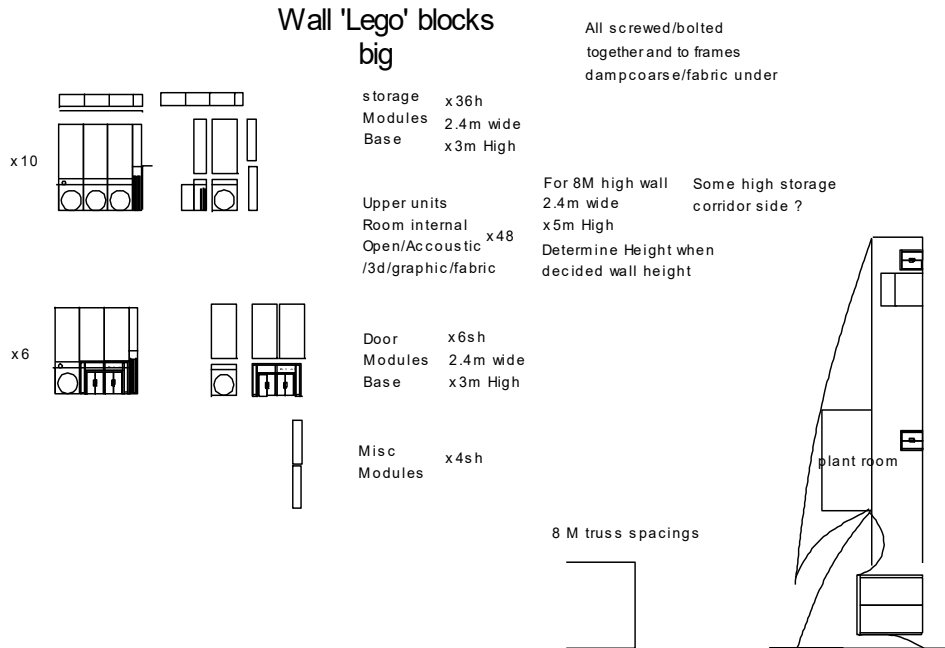 Wall 'Lego' blocks
big
All screwed/bolted
together and to frames
dampcoarse/fabric under
x10
storage
Modules
Base
x36h
2.4m wide
x3m High
Upper units
Room internal
Open/Accoustic
/3d/graphic/fabric
x48
For 8M high wall
2.4m wide
x5m High
Determine Height when
decided wall height
Some high storage
corridor side ?
x6
Door
Modules
Base
x6sh
2.4m wide
x3m High
Misc
Modules
x4sh
plant room
8 M truss spacings